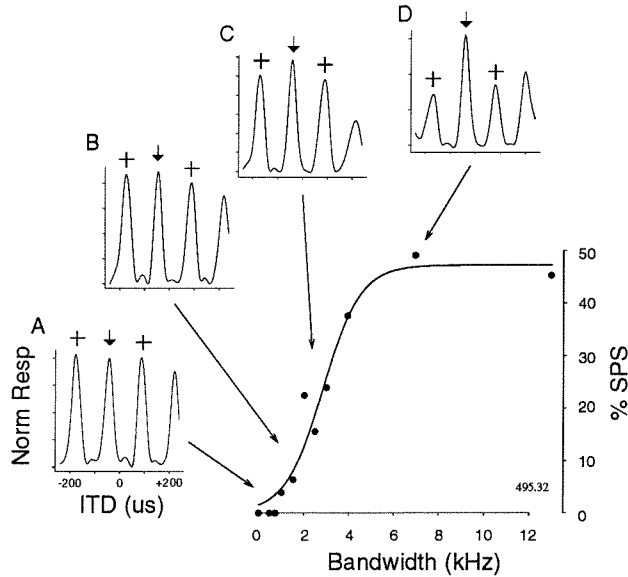 D
C
+ +
+ +
B
+ +
50
40
A
+ +
30
Norm Resp
% SPS
20
10
495.32
-200 0 +200
ITD (us)
0
0 2 4 6 8 10 12
Bandwidth (kHz)